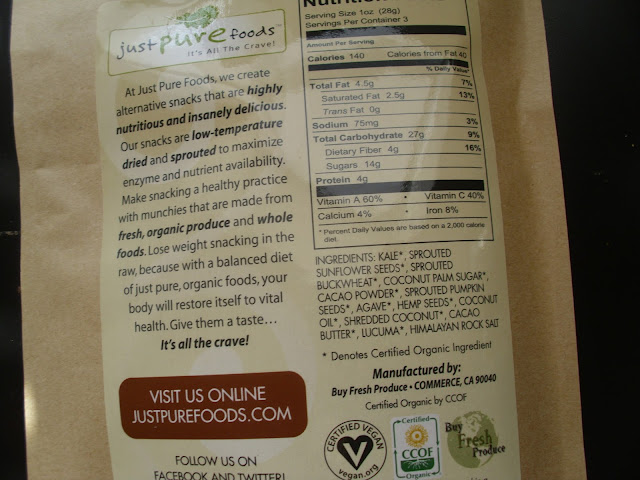 just pure foods™
It's All The Crave!
At Just Pure Foods, we create
alternative snacks that are highly
nutritious and insanely delicious.
Our snacks are low-temperature
dried and sprouted to maximize
enzyme and nutrient availability.
Make snacking a healthy practice
with munchies that are made from
fresh, organic produce and whole
foods. Lose weight snacking in the
raw, because with a balanced diet
of just pure, organic foods, your
body will restore itself to vital
health. Give them a taste…
It's all the crave!
VISIT US ONLINE
JUSTPUREFOODS.COM
FOLLOW US ON
FACEBOOK AND TWITTER!
Serving Size 1oz (28g)
Servings Per Container 3
Amount Per Serving
Calories 140 Calories from Fat 40
% Daily Value*
Total Fat 4.5g 7%
Saturated Fat 2.5g 13%
Trans Fat 0g
Sodium 75mg 3%
Total Carbohydrate 27g 9%
Dietary Fiber 4g 16%
Sugars 14g
Protein 4g
Vitamin A 60% • Vitamin C 40%
Calcium 4% • Iron 8%
* Percent Daily Values are based on a 2,000 calorie
diet.
INGREDIENTS: KALE*, SPROUTED
SUNFLOWER SEEDS*, SPROUTED
BUCKWHEAT*, COCONUT PALM SUGAR*,
CACAO POWDER*, SPROUTED PUMPKIN
SEEDS*, AGAVE*, HEMP SEEDS*, COCONUT
OIL*, SHREDDED COCONUT*, CACAO
BUTTER*, LUCUMA*, HIMALAYAN ROCK SALT
* Denotes Certified Organic Ingredient
Manufactured by:
Buy Fresh Produce • COMMERCE, CA 90040
Certified Organic by CCOF
CERTIFIED VEGAN
V
vegan.org
Certified
CCOF
Organic
Buy
Fresh
Produce